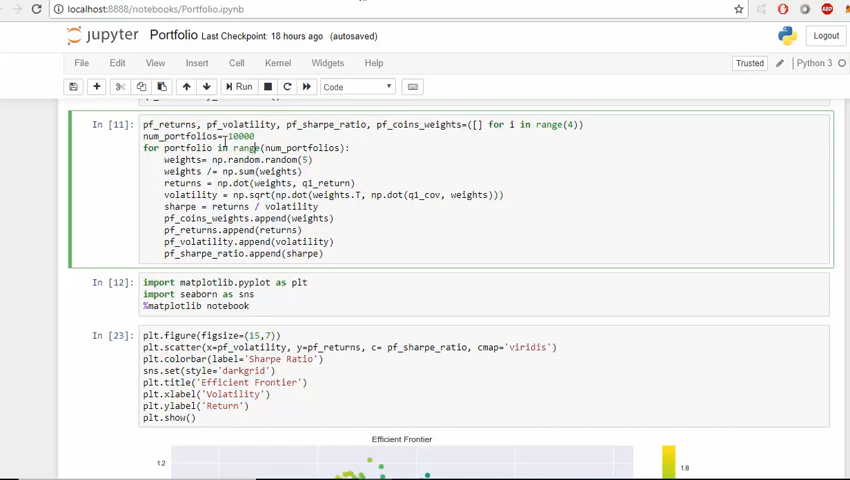 localhost:8888/notebooks/Portfolio.ipynb
ABP
jupyter Portfolio Last Checkpoint: 18 hours ago (autosaved)
Logout
File Edit View Insert Cell Kernel Widgets Help
Trusted Python 3
Run Code
In [11]:
pf_returns, pf_volatility, pf_sharpe_ratio, pf_coins_weights=([] for i in range(4))
num_portfolios= 10000
for portfolio in range(num_portfolios):
weights= np.random.random(5)
weights /= np.sum(weights)
returns = np.dot(weights, q1_return)
volatility = np.sqrt(np.dot(weights.T, np.dot(q1_cov, weights)))
sharpe = returns / volatility
pf_coins_weights.append(weights)
pf_returns.append(returns)
pf_volatility.append(volatility)
pf_sharpe_ratio.append(sharpe)
In [12]:
import matplotlib.pyplot as plt
import seaborn as sns
%matplotlib notebook
In [23]:
plt.figure(figsize=(15,7))
plt.scatter(x=pf_volatility, y=pf_returns, c= pf_sharpe_ratio, cmap='viridis')
plt.colorbar(label='Sharpe Ratio')
sns.set(style='darkgrid')
plt.title('Efficient Frontier')
plt.xlabel('Volatility')
plt.ylabel('Return')
plt.show()
Efficient Frontier
1.2
1.8